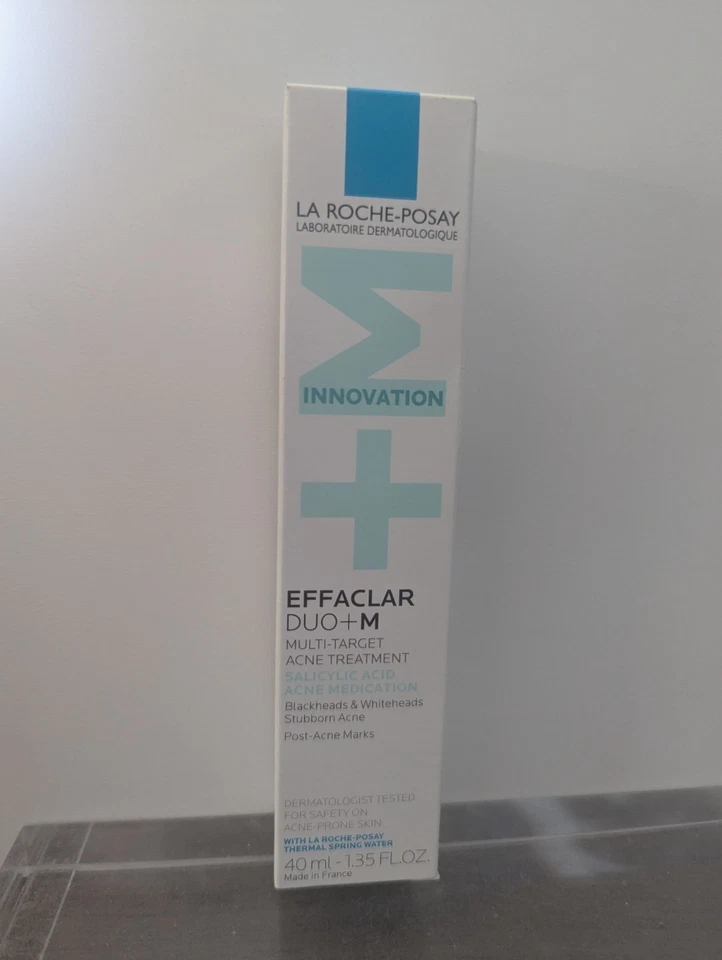 LA ROCHE-POSAY
LABORATOIRE DERMATOLOGIQUE
+M
INNOVATION
EFFACLAR
DUO+M
MULTI-TARGET
ACNE TREATMENT
SALICYLIC ACID
ACNE MEDICATION
Blackheads & Whiteheads
Stubborn Acne
Post-Acne Marks
DERMATOLOGIST TESTED
FOR SAFETY ON
ACNE-PRONE SKIN
WITH LA ROCHE-POSAY
THERMAL SPRING WATER
40 ml - 1.35 FL.OZ.
Made in France